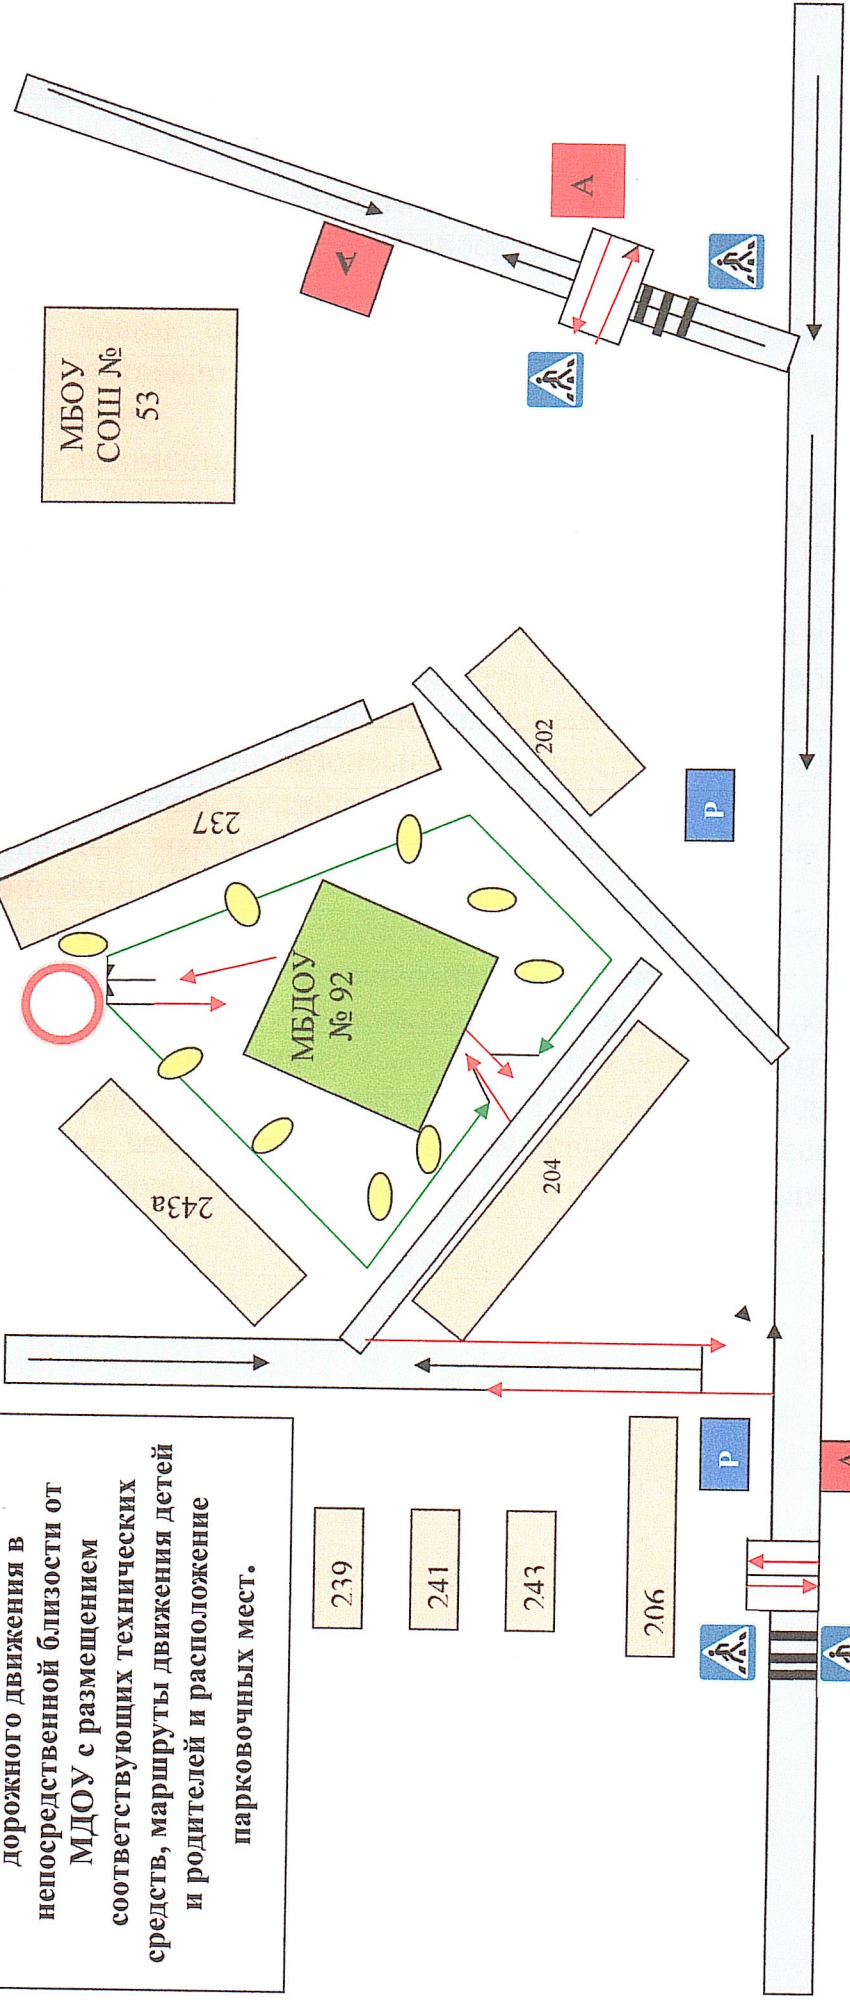 дорожного движения в
непосредственной близости от
МДОУ с размещением
соответствующих технических
средств, маршруты движения детей
и родителей и расположение
парковочных мест.
МБОУ
СОШ №
53
А
А
237
202
Р
МБДОУ
№ 92
243а
204
239
241
243
206
Р